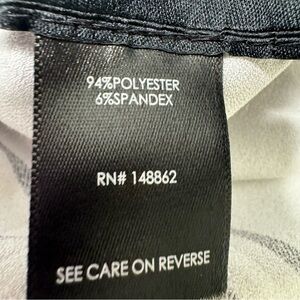 94%POLYESTER
6%SPANDEX
RN# 148862
SEE CARE ON REVERSE